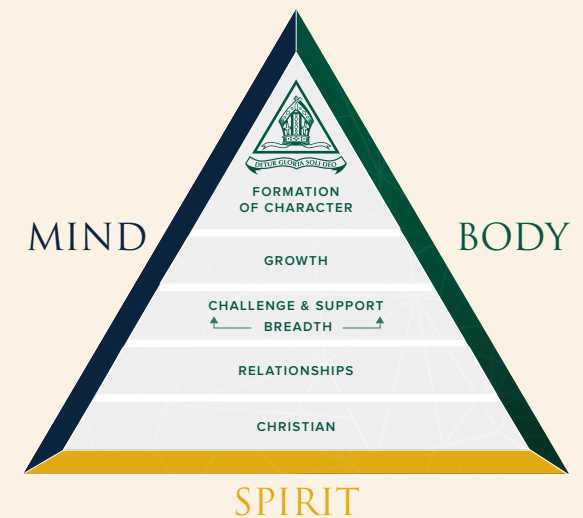 DETUR GLORIA SOLI DEO
FORMATION
OF CHARACTER
MIND
BODY
GROWTH
CHALLENGE & SUPPORT
BREADTH
RELATIONSHIPS
CHRISTIAN
SPIRIT